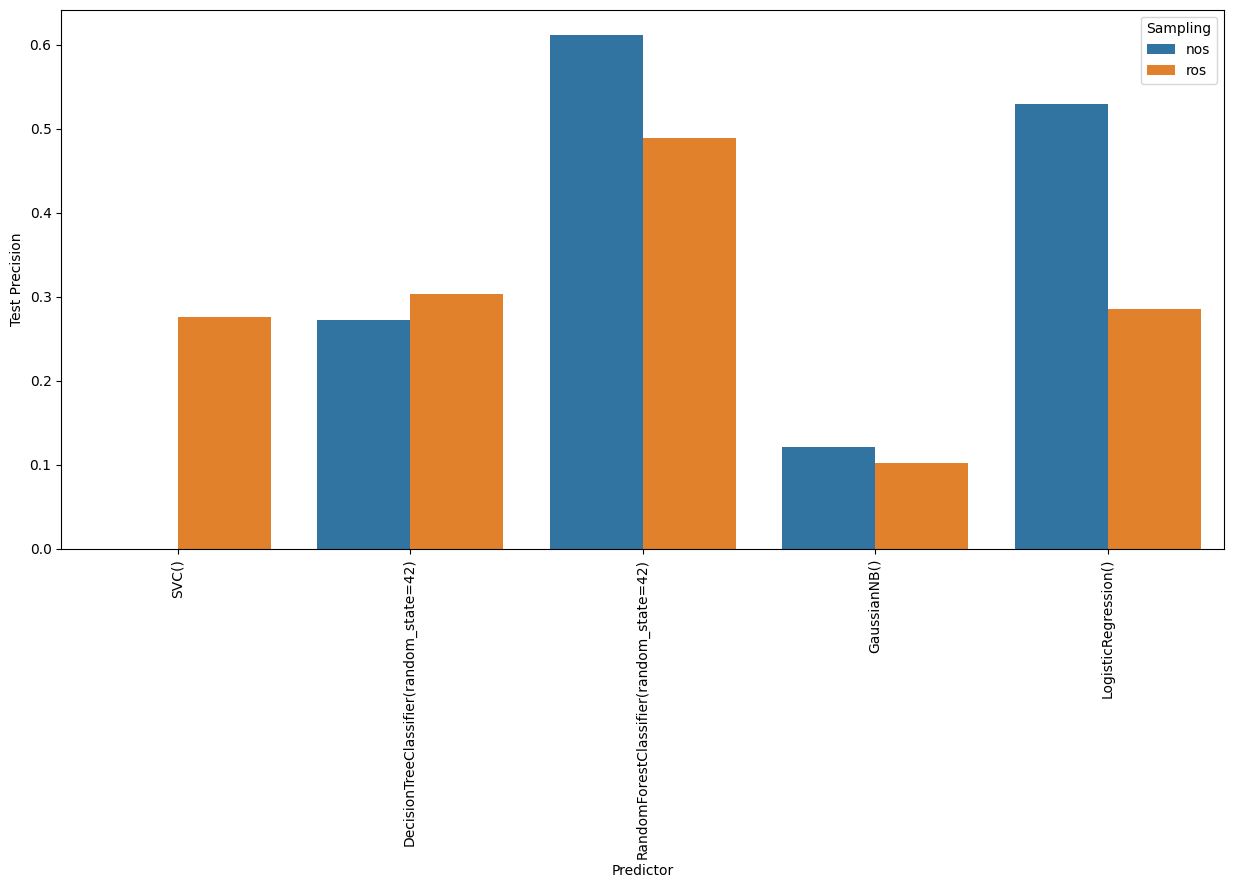 Sampling
nos
ros
Test Precision
0.6
0.5
0.4
0.3
0.2
0.1
0.0
SVC()
DecisionTreeClassifier(random_state=42)
RandomForestClassifier(random_state=42)
GaussianNB()
LogisticRegression()
Predictor